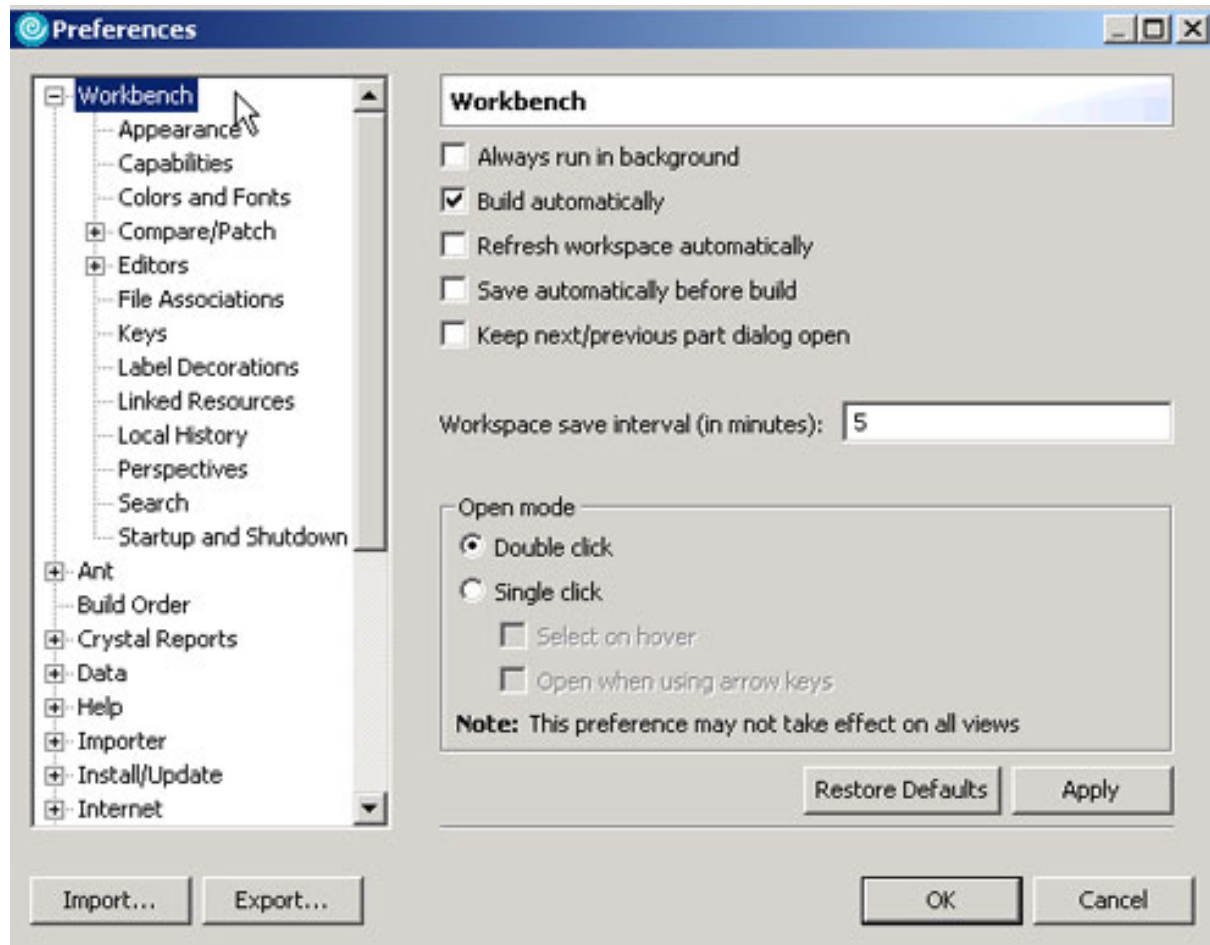 Preferences
Workbench
Appearance
Capabilities
Colors and Fonts
Compare/Patch
Editors
File Associations
Keys
Label Decorations
Linked Resources
Local History
Perspectives
Search
Startup and Shutdown
Ant
Build Order
Crystal Reports
Data
Help
Importer
Install/Update
Internet
Workbench
Always run in background
Build automatically
Refresh workspace automatically
Save automatically before build
Keep next/previous part dialog open
Workspace save interval (in minutes): 5
Open mode
Double click
Single click
Select on hover
Open when using arrow keys
Note: This preference may not take effect on all views
Restore Defaults Apply
Import... Export... OK Cancel